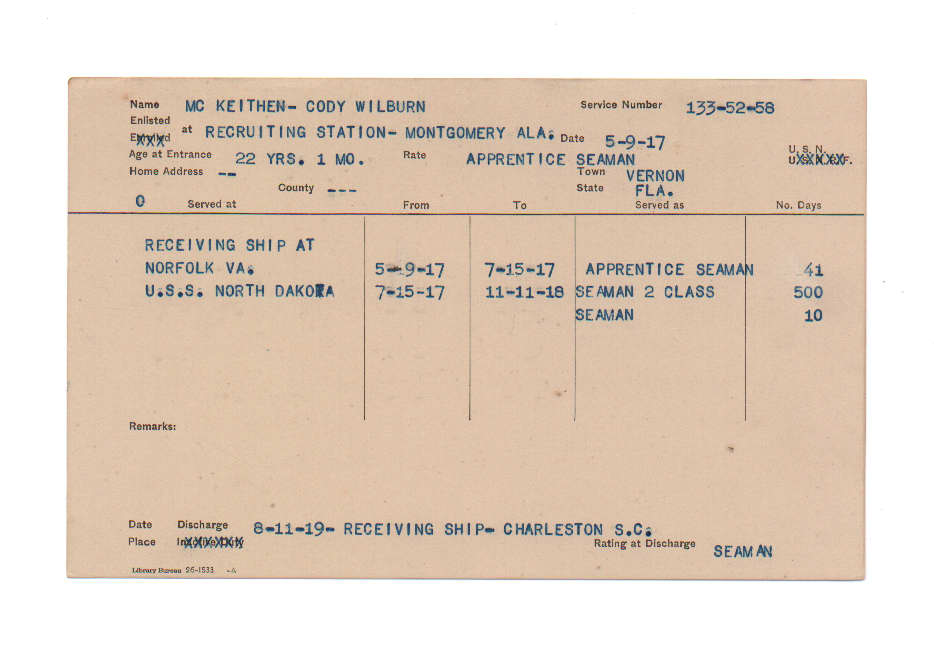 Name MC KEITHEN- CODY WILBURN Service Number 133-52-58
Enlisted
at RECRUITING STATION- MONTGOMERY ALA. Date 5-9-17
Age at Entrance 22 YRS. 1 MO. Rate APPRENTICE SEAMAN U. S. N.
Home Address -- Town VERNON
County --- State FLA.
0 Served at From To Served as No. Days
RECEIVING SHIP AT
NORFOLK VA. 5-9-17 7-15-17 APPRENTICE SEAMAN 41
U.S.S. NORTH DAKOTA 7-15-17 11-11-18 SEAMAN 2 CLASS 500
SEAMAN 10
Remarks:
Date Discharge 8-11-19- RECEIVING SHIP- CHARLESTON S.C.
Place Rating at Discharge SEAMAN
Library Bureau 26-1533 -A